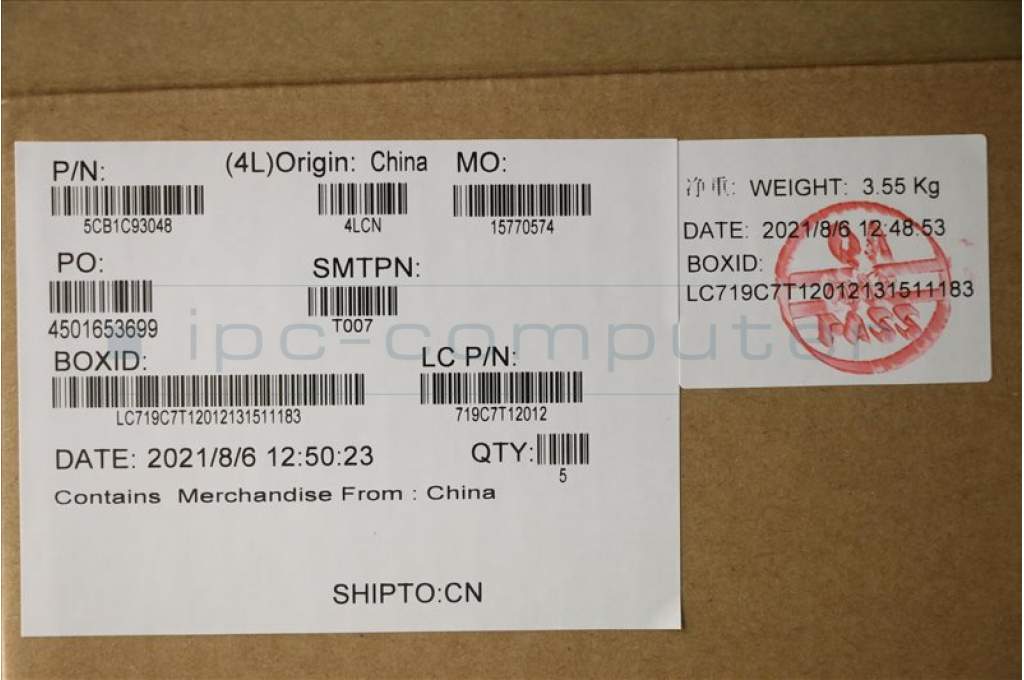 P/N:
5CB1C93048
(4L)Origin: China
4LCN
MO:
15770574
PO:
4501653699
SMTPN:
T007
BOXID:
LC719C7T12012131511183
LC P/N:
719C7T12012
DATE: 2021/8/6 12:50:23
QTY:
5
Contains Merchandise From : China
SHIPTO:CN
净重: WEIGHT: 3.55 Kg
DATE: 2021/8/6 12:48:53
BOXID:
LC719C7T12012131511183
QA
PASS
ipc-computer